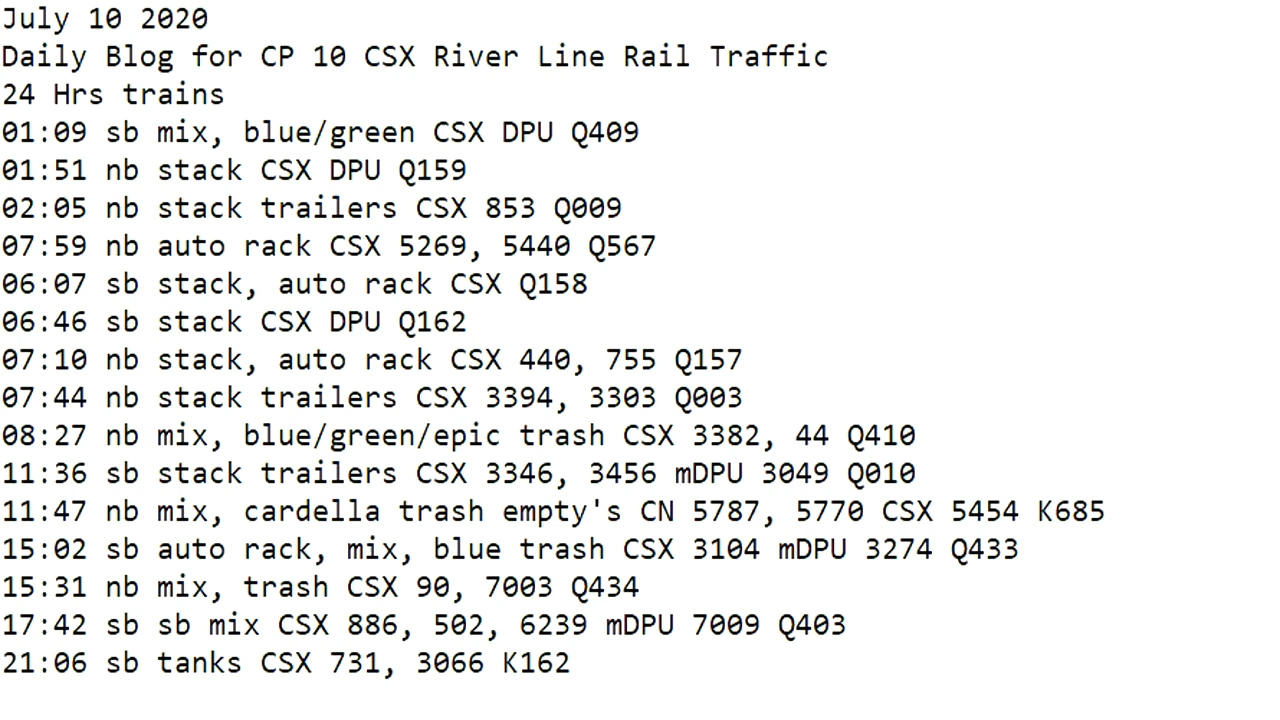 July 10 2020
Daily Blog for CP 10 CSX River Line Rail Traffic
24 Hrs trains
01:09 sb mix, blue/green CSX DPU Q409
01:51 nb stack CSX DPU Q159
02:05 nb stack trailers CSX 853 Q009
07:59 nb auto rack CSX 5269, 5440 Q567
06:07 sb stack, auto rack CSX Q158
06:46 sb stack CSX DPU Q162
07:10 nb stack, auto rack CSX 440, 755 Q157
07:44 nb stack trailers CSX 3394, 3303 Q003
08:27 nb mix, blue/green/epic trash CSX 3382, 44 Q410
11:36 sb stack trailers CSX 3346, 3456 mDPU 3049 Q010
11:47 nb mix, cardella trash empty's CN 5787, 5770 CSX 5454 K685
15:02 sb auto rack, mix, blue trash CSX 3104 mDPU 3274 Q433
15:31 nb mix, trash CSX 90, 7003 Q434
17:42 sb sb mix CSX 886, 502, 6239 mDPU 7009 Q403
21:06 sb tanks CSX 731, 3066 K162